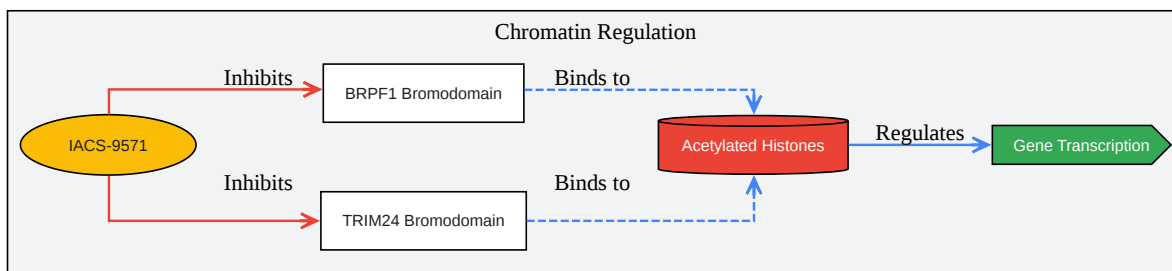 Chromatin Regulation
Inhibits
BRPF1 Bromodomain
Binds to
IACS-9571
Acetylated Histones
Regulates
Gene Transcription
Inhibits
TRIM24 Bromodomain
Binds to